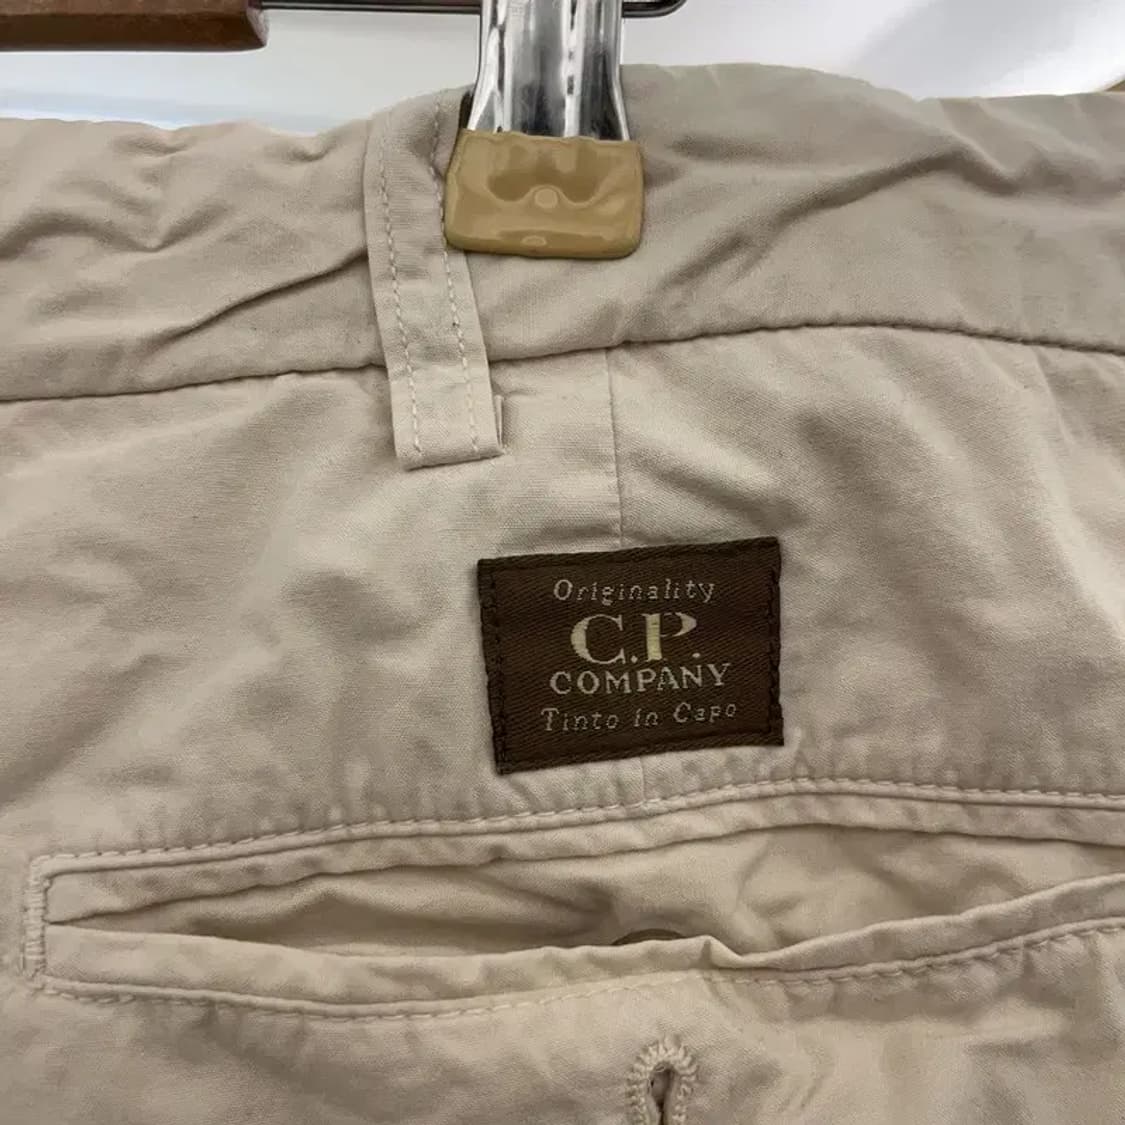 Originality
C.P.
COMPANY
Tinto in Capo